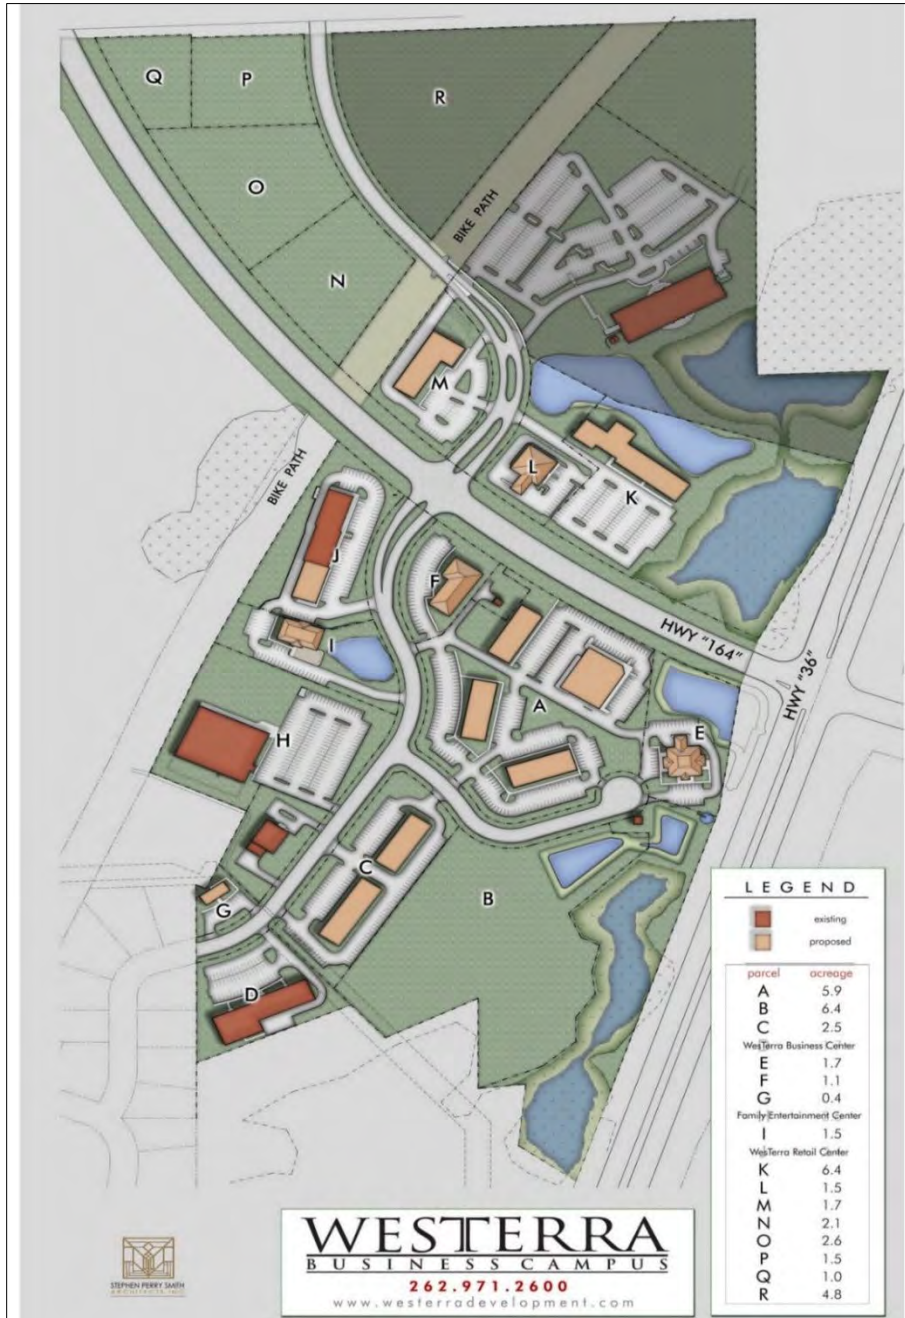 Q
P
R
O
BIKE PATH
N
M
L
K
BIKE PATH
J
F
I
HWY "164"
HWY "36"
A
E
H
C
B
G
D
LEGEND
existing
proposed
parcel acreage
A 5.9
B 6.4
C 2.5
WesTerra Business Center
E 1.7
F 1.1
G 0.4
Family Entertainment Center
I 1.5
WesTerra Retail Center
K 6.4
L 1.5
M 1.7
N 2.1
O 2.6
P 1.5
Q 1.0
R 4.8
WESTERRA
BUSINESS CAMPUS
262.971.2600
www.westerradevelopment.com
STEPHEN PERRY SMITH
ARCHITECTS, INC.